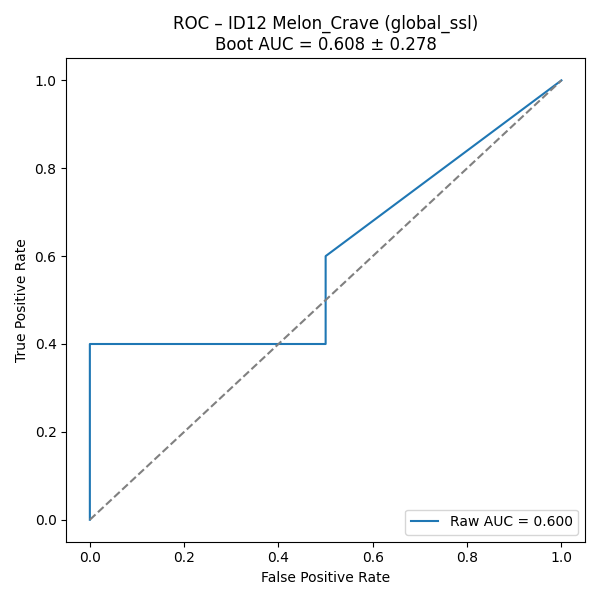 ROC – ID12 Melon_Crave (global_ssl)
Boot AUC = 0.608 ± 0.278
True Positive Rate
1.0
0.8
0.6
0.4
0.2
0.0
Raw AUC = 0.600
0.0 0.2 0.4 0.6 0.8 1.0
False Positive Rate